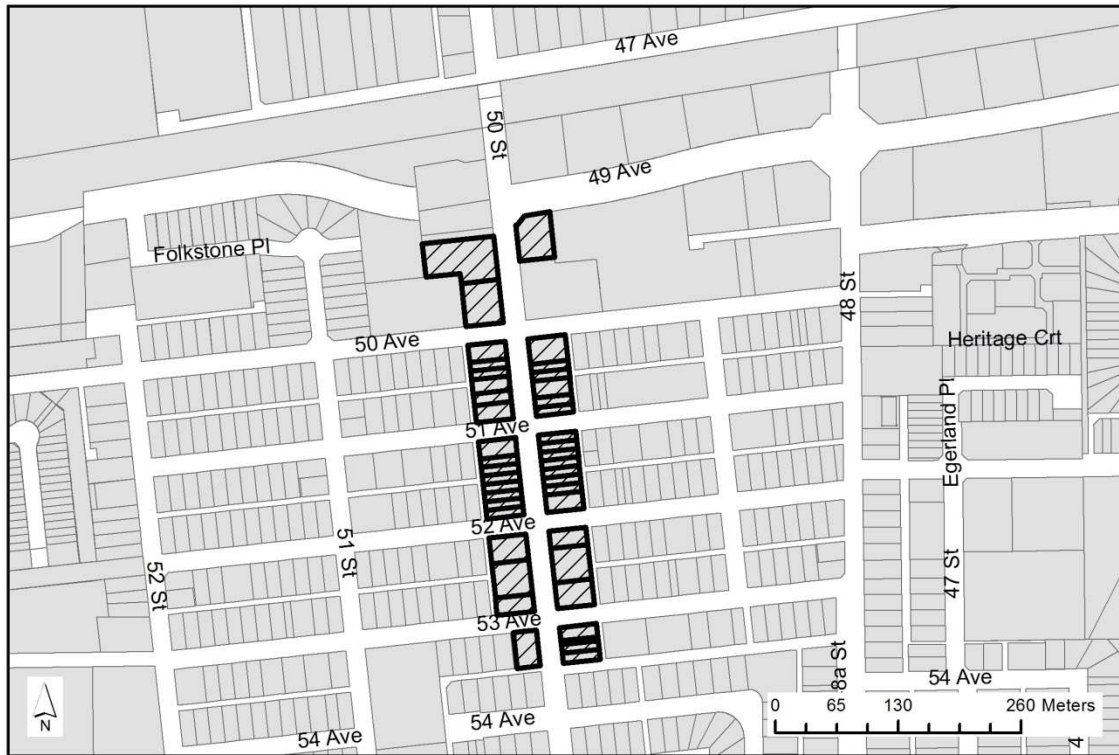 47 Ave
50 St
49 Ave
Folkstone Pl
48 St
50 Ave
Heritage Crt
Egerland Pl
51 Ave
52 Ave
51 St
52 St
47 St
53 Ave
8a St
54 Ave
54 Ave
54 Ave
4
0 65 130 260 Meters
N